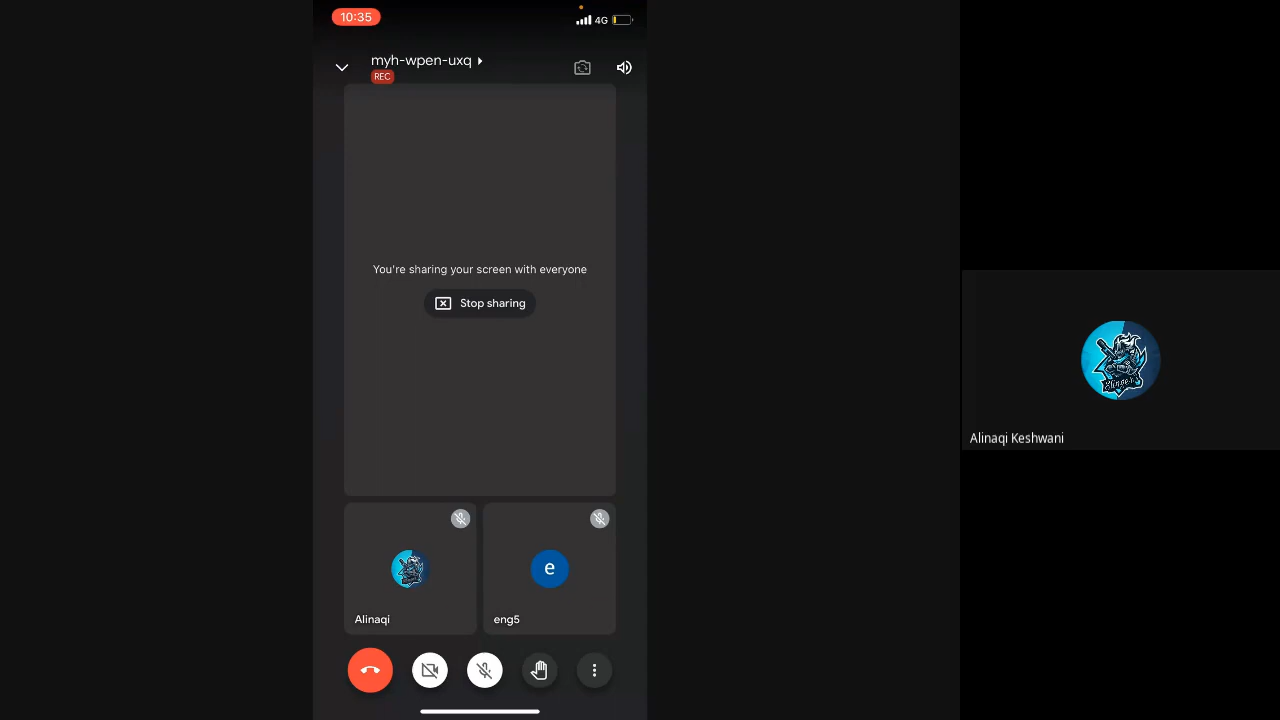 10:35
4G
myh-wpen-uxq
REC
You're sharing your screen with everyone
Stop sharing
Alinaqi
e
eng5
Alinaqi Keshwani